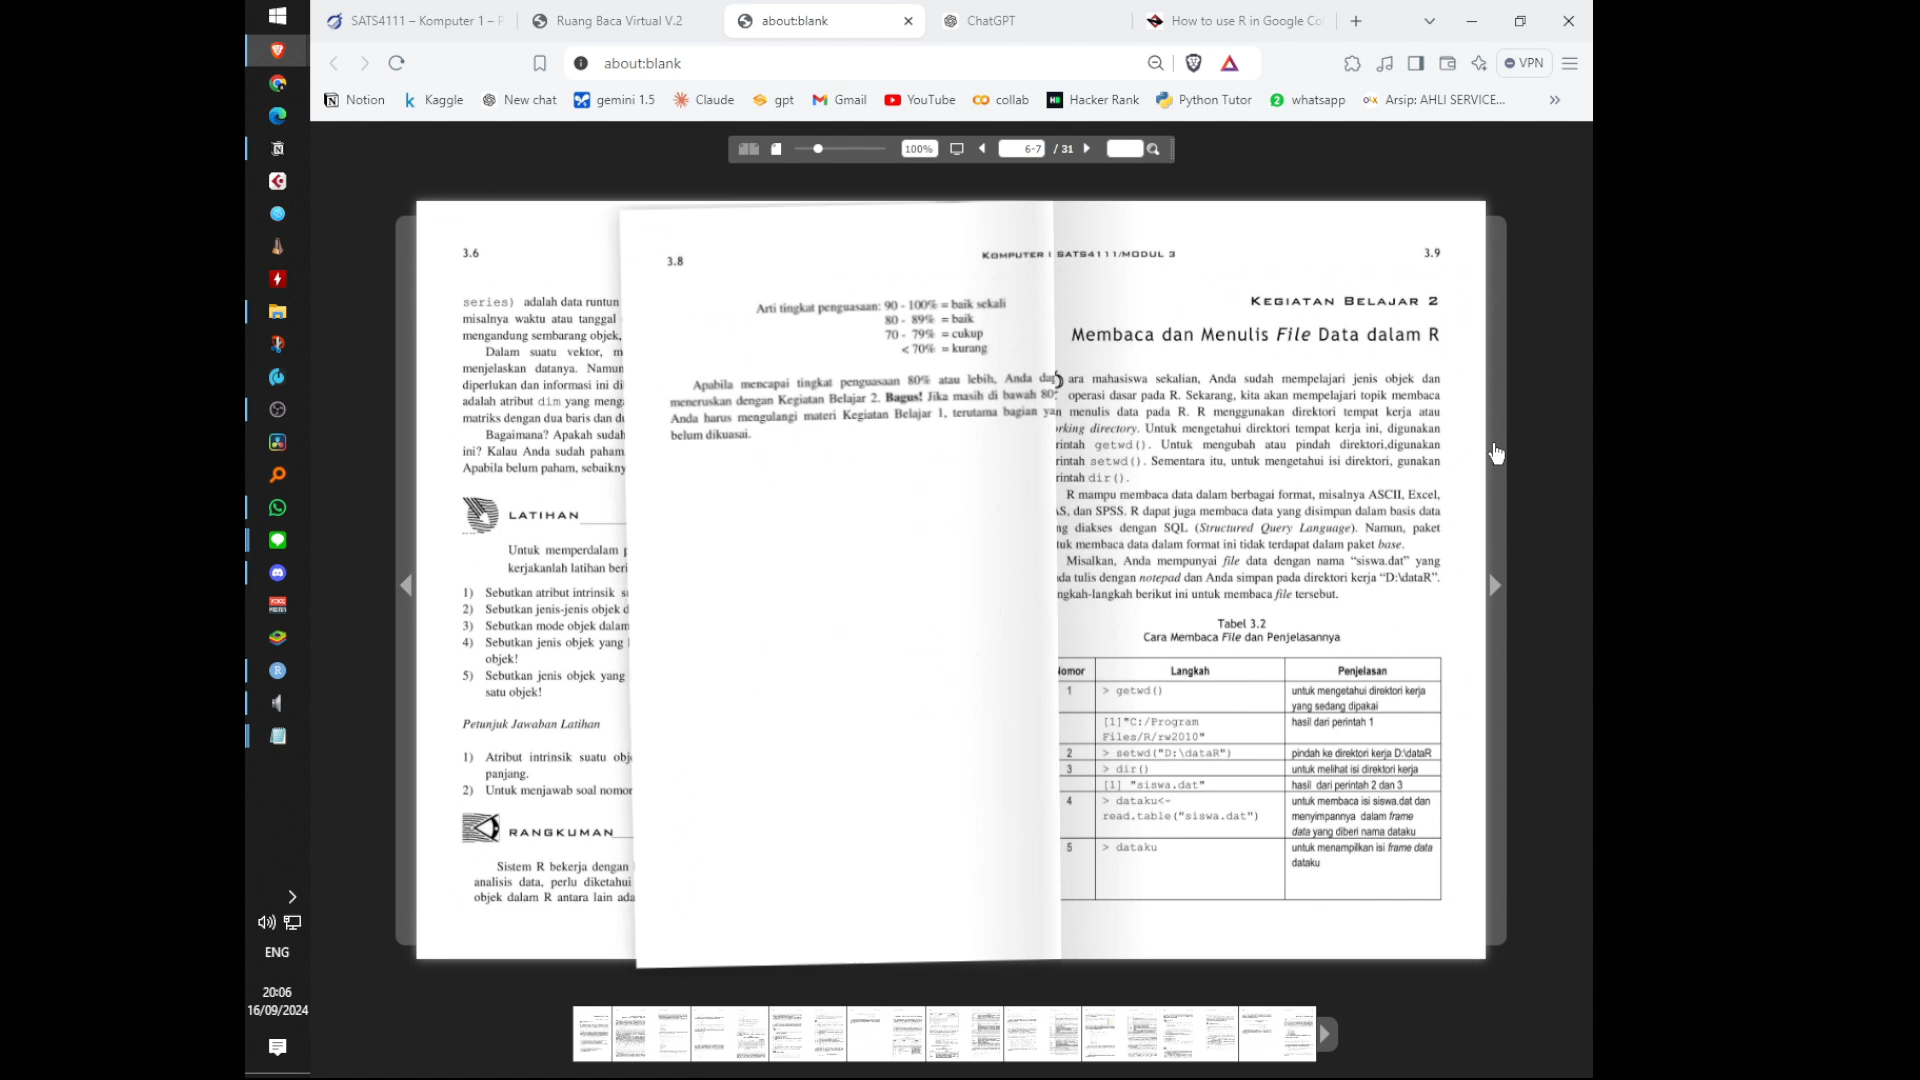 SATS4111 – Komputer 1 – P
Ruang Baca Virtual V.2
about:blank
ChatGPT
How to use R in Google Co
about:blank
VPN
Notion
Kaggle
New chat
gemini 1.5
Claude
gpt
Gmail
YouTube
collab
Hacker Rank
Python Tutor
whatsapp
Arsip: AHLI SERVICE...
100%
6-7 / 31
3.6
series) adalah data runtun
misalnya waktu atau tanggal
mengandung sembarang objek,
Dalam suatu vektor, m
menjelaskan datanya. Namun
diperlukan dan informasi ini di
adalah atribut dim yang meng
matriks dengan dua baris dan du
Bagaimana? Apakah sudah
ini? Kalau Anda sudah paham
Apabila belum paham, sebaikny
LATIHAN
Untuk memperdalam p
kerjakanlah latihan beri
1) Sebutkan atribut intrinsik s
2) Sebutkan jenis-jenis objek d
3) Sebutkan mode objek dalam
4) Sebutkan jenis objek yang
objek!
5) Sebutkan jenis objek yang
satu objek!
Petunjuk Jawaban Latihan
1) Atribut intrinsik suatu obj
panjang.
2) Untuk menjawab soal nomor
RANGKUMAN
Sistem R bekerja dengan
analisis data, perlu diketahui
objek dalam R antara lain ada
3.8
KOMPUTER I
Arti tingkat penguasaan: 90 - 100% = baik sekali
80 - 89% = baik
70 - 79% = cukup
< 70% = kurang
Apabila mencapai tingkat penguasaan 80% atau lebih, Anda dap
meneruskan dengan Kegiatan Belajar 2. Bagus! Jika masih di bawah 80
Anda harus mengulangi materi Kegiatan Belajar 1, terutama bagian yan
belum dikuasai.
SATS4111/MODUL 3
3.9
KEGIATAN BELAJAR 2
Membaca dan Menulis File Data dalam R
ara mahasiswa sekalian, Anda sudah mempelajari jenis objek dan
operasi dasar pada R. Sekarang, kita akan mempelajari topik membaca
menulis data pada R. R menggunakan direktori tempat kerja atau
rking directory. Untuk mengetahui direktori tempat kerja ini, digunakan
rintah getwd(). Untuk mengubah atau pindah direktori,digunakan
rintah setwd(). Sementara itu, untuk mengetahui isi direktori, gunakan
rintah dir().
R mampu membaca data dalam berbagai format, misalnya ASCII, Excel,
S, dan SPSS. R dapat juga membaca data yang disimpan dalam basis data
ng diakses dengan SQL (Structured Query Language). Namun, paket
tuk membaca data dalam format ini tidak terdapat dalam paket base.
Misalkan, Anda mempunyai file data dengan nama “siswa.dat” yang
da tulis dengan notepad dan Anda simpan pada direktori kerja “D:\dataR”.
ngkah-langkah berikut ini untuk membaca file tersebut.
Tabel 3.2
Cara Membaca File dan Penjelasannya
Nomor Langkah Penjelasan
1 > getwd() untuk mengetahui direktori kerja
yang sedang dipakai
[1]"C:/Program hasil dari perintah 1
Files/R/rw2010"
2 > setwd("D:\dataR") pindah ke direktori kerja D:\dataR
3 > dir() untuk melihat isi direktori kerja
[1] "siswa.dat" hasil dari perintah 2 dan 3
4 > dataku<- untuk membaca isi siswa.dat dan
read.table("siswa.dat") menyimpannya dalam frame
data yang diberi nama dataku
5 > dataku untuk menampilkan isi frame data
dataku
ENG
20:06
16/09/2024